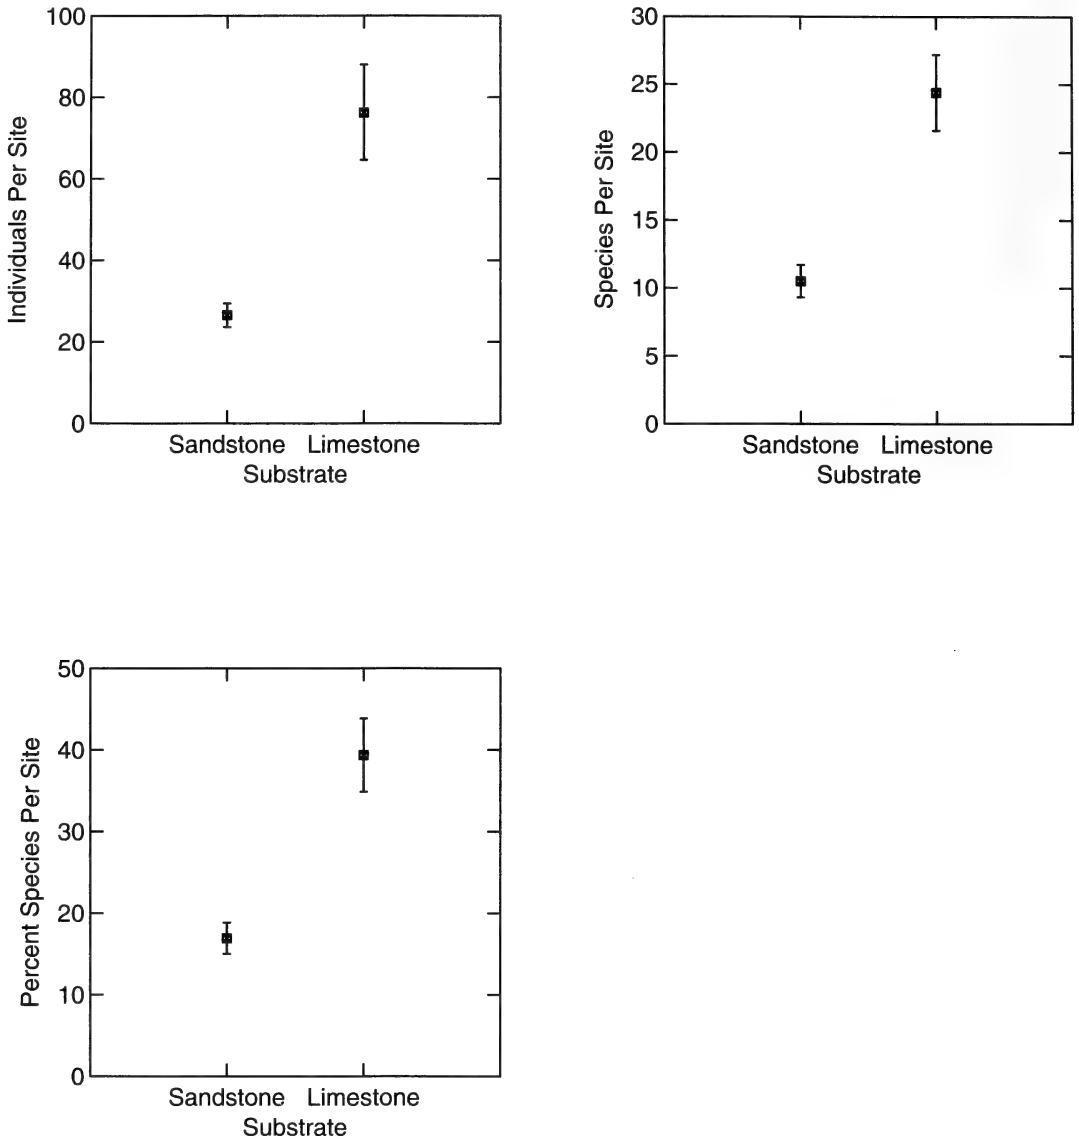 Individuals Per Site
100
80
60
40
20
0
Sandstone Limestone
Substrate
Species Per Site
30
25
20
15
10
5
0
Sandstone Limestone
Substrate
Percent Species Per Site
50
40
30
20
10
0
Sandstone Limestone
Substrate